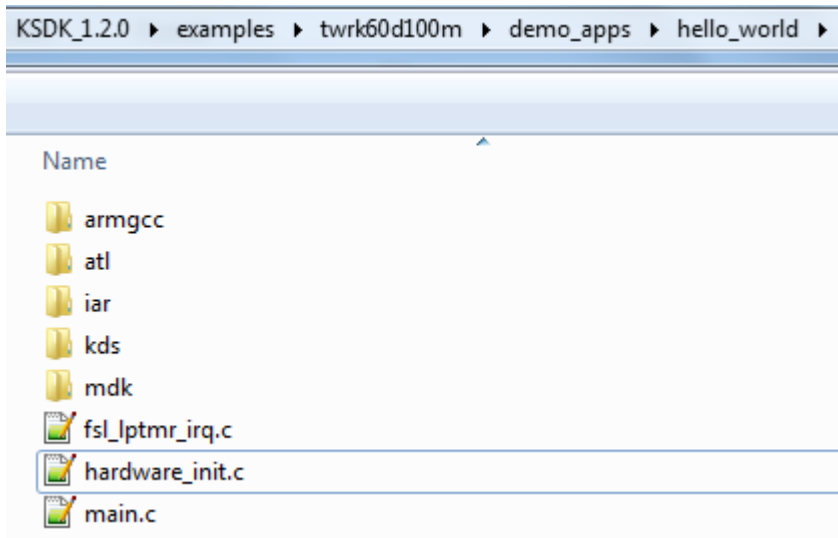 KSDK_1.2.0 ▸ examples ▸ twrk60d100m ▸ demo_apps ▸ hello_world ▸
Name
armgcc
atl
iar
kds
mdk
fsl_lptmr_irq.c
hardware_init.c
main.c